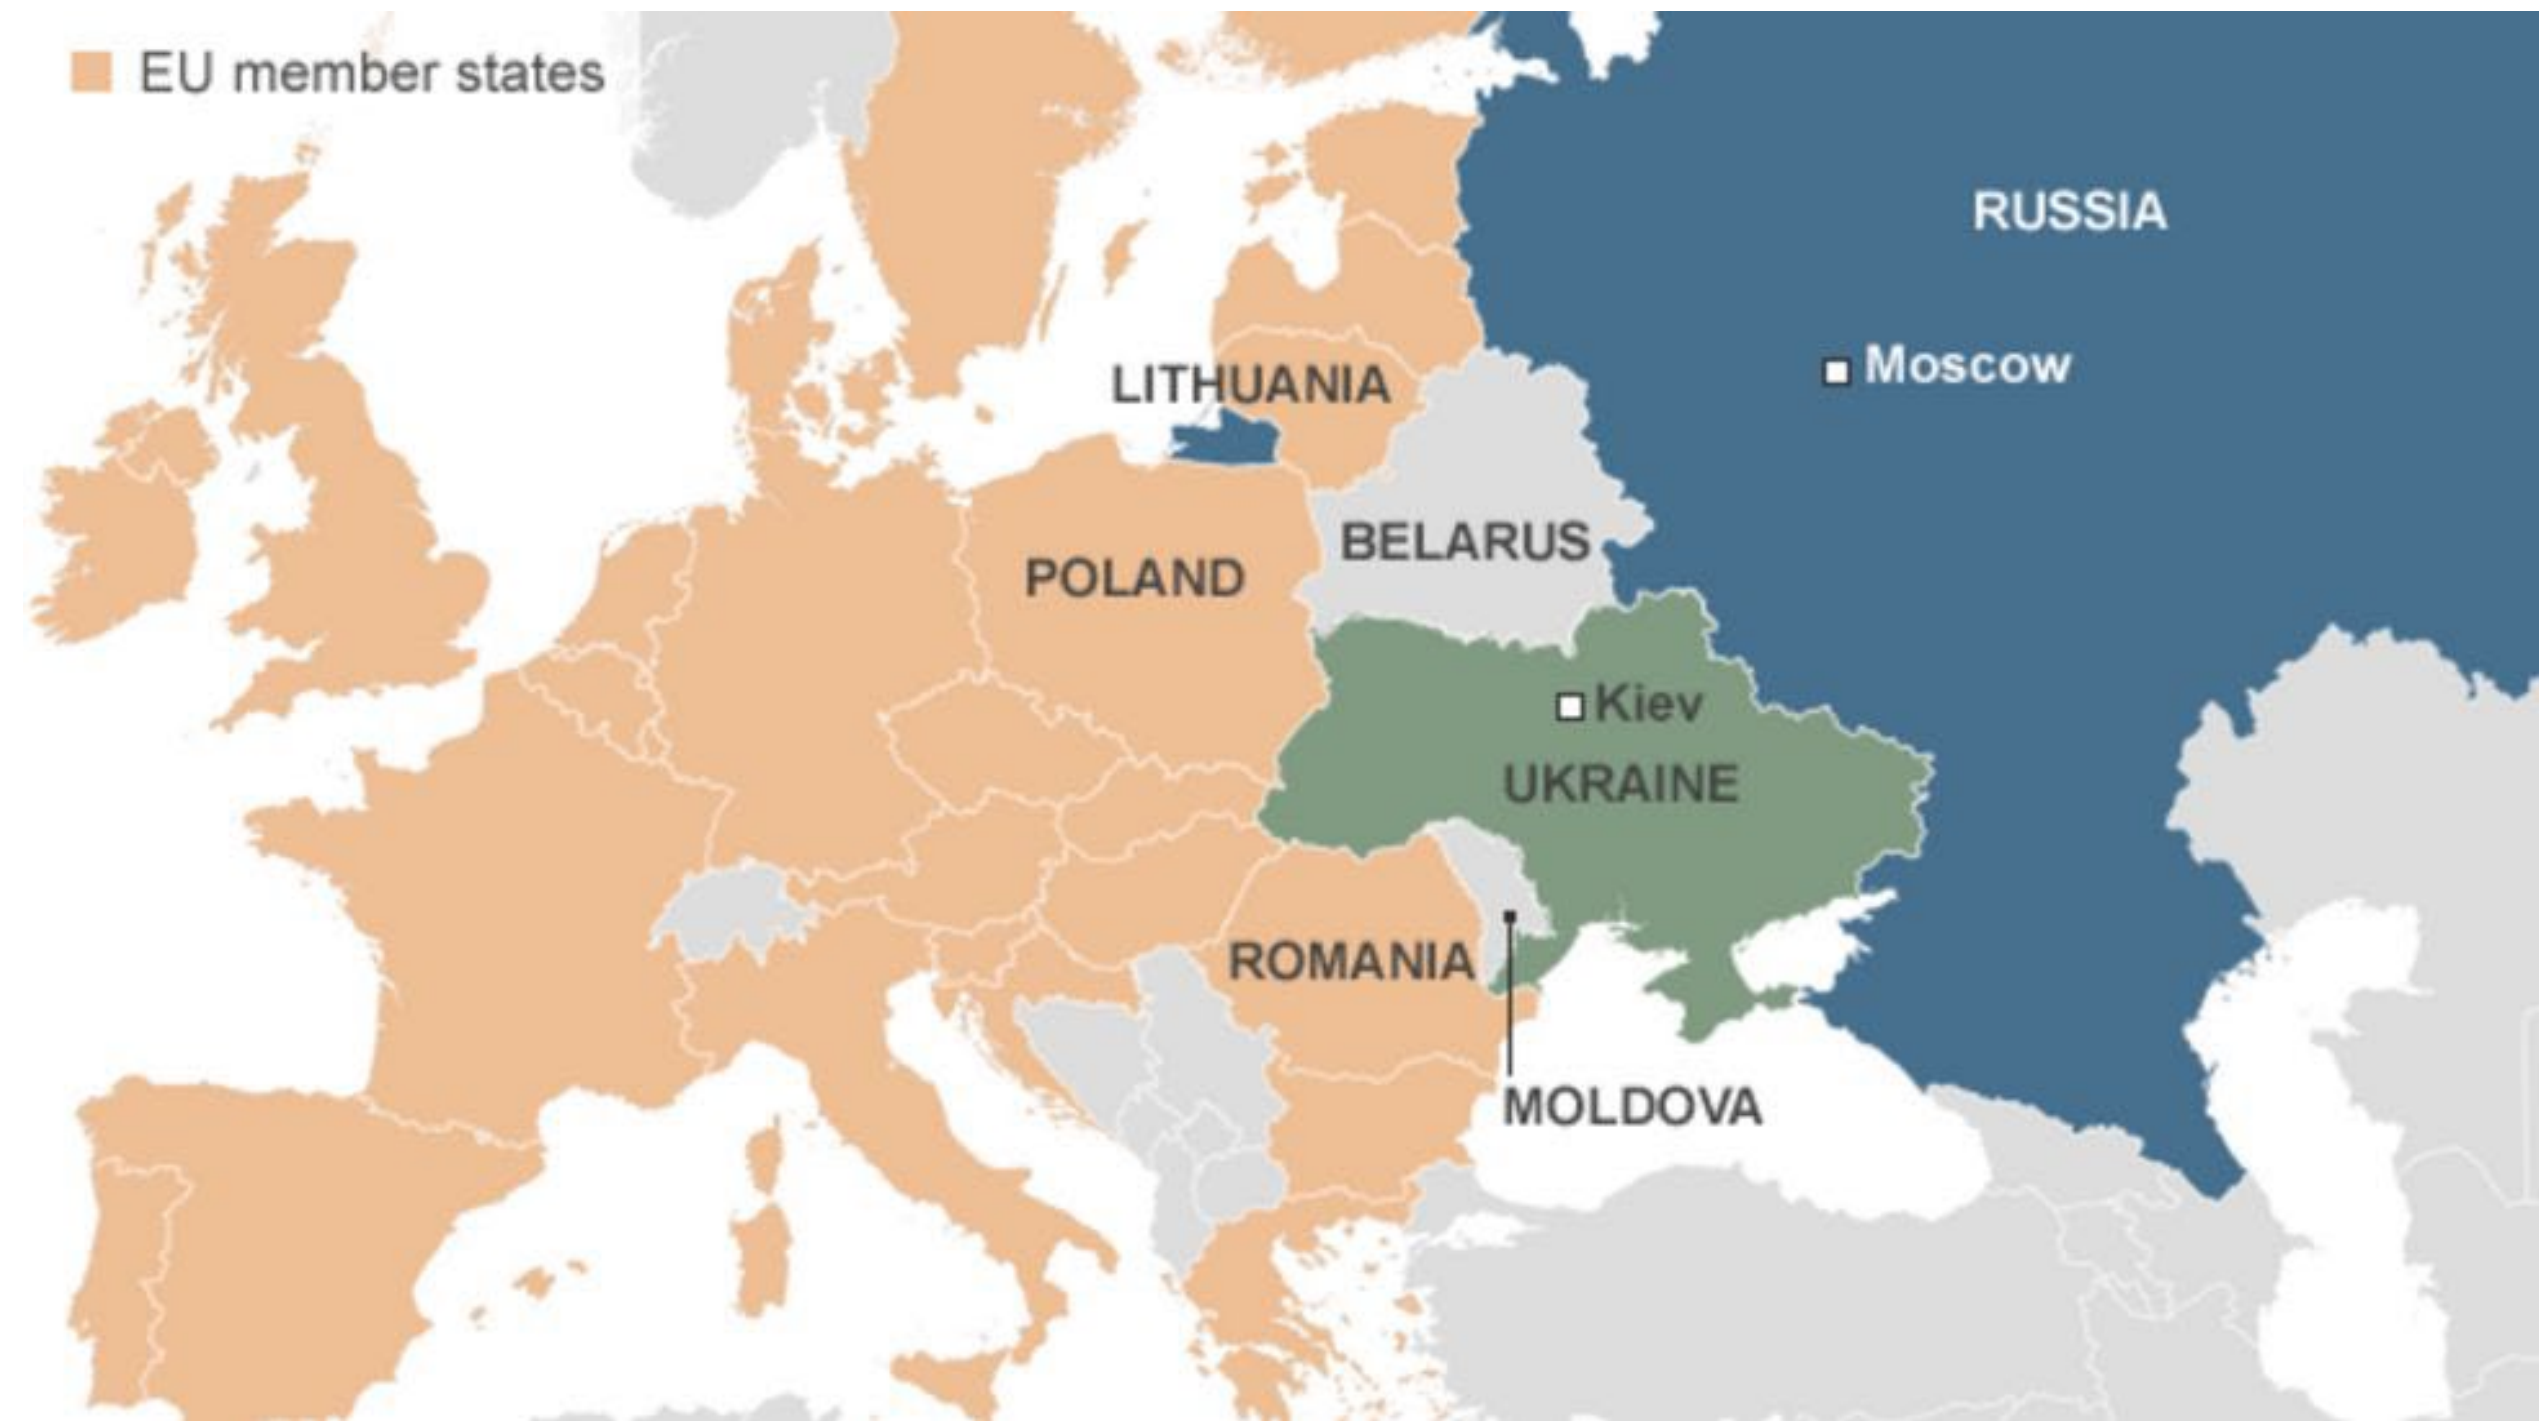 EU member states
RUSSIA
Moscow
LITHUANIA
BELARUS
POLAND
Kiev
UKRAINE
ROMANIA
MOLDOVA